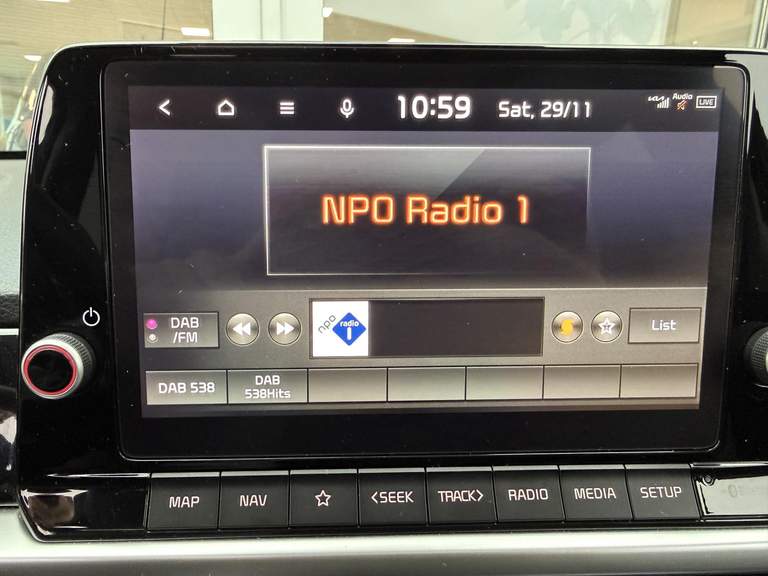 10:59 Sat, 29/11 Audio LIVE
NPO Radio 1
DAB
/FM
npo
radio
1
List
DAB 538
DAB
538Hits
MAP NAV <SEEK TRACK> RADIO MEDIA SETUP